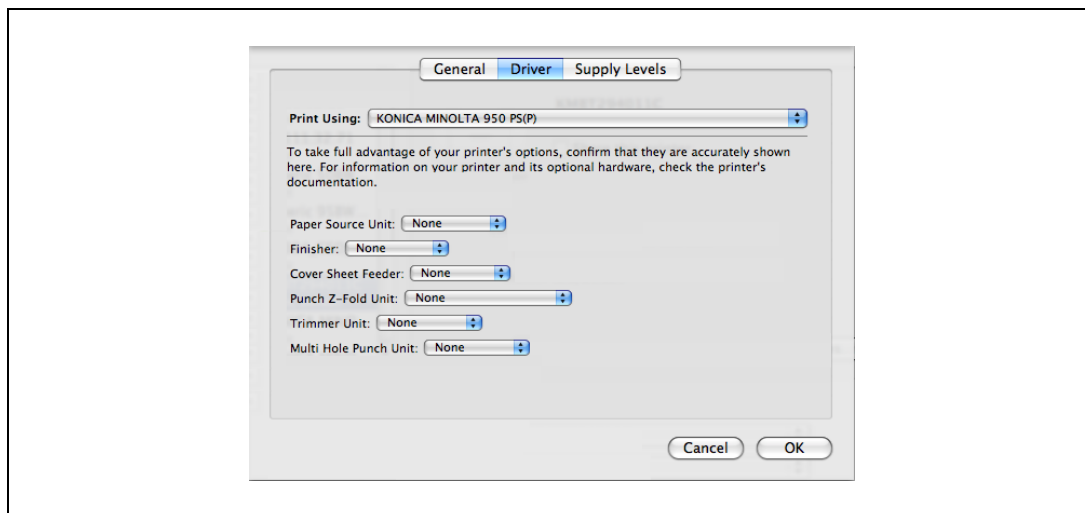 General Driver Supply Levels
Print Using: KONICA MINOLTA 950 PS(P)
To take full advantage of your printer's options, confirm that they are accurately shown
here. For information on your printer and its optional hardware, check the printer's
documentation.
Paper Source Unit: None
Finisher: None
Cover Sheet Feeder: None
Punch Z-Fold Unit: None
Trimmer Unit: None
Multi Hole Punch Unit: None
Cancel OK